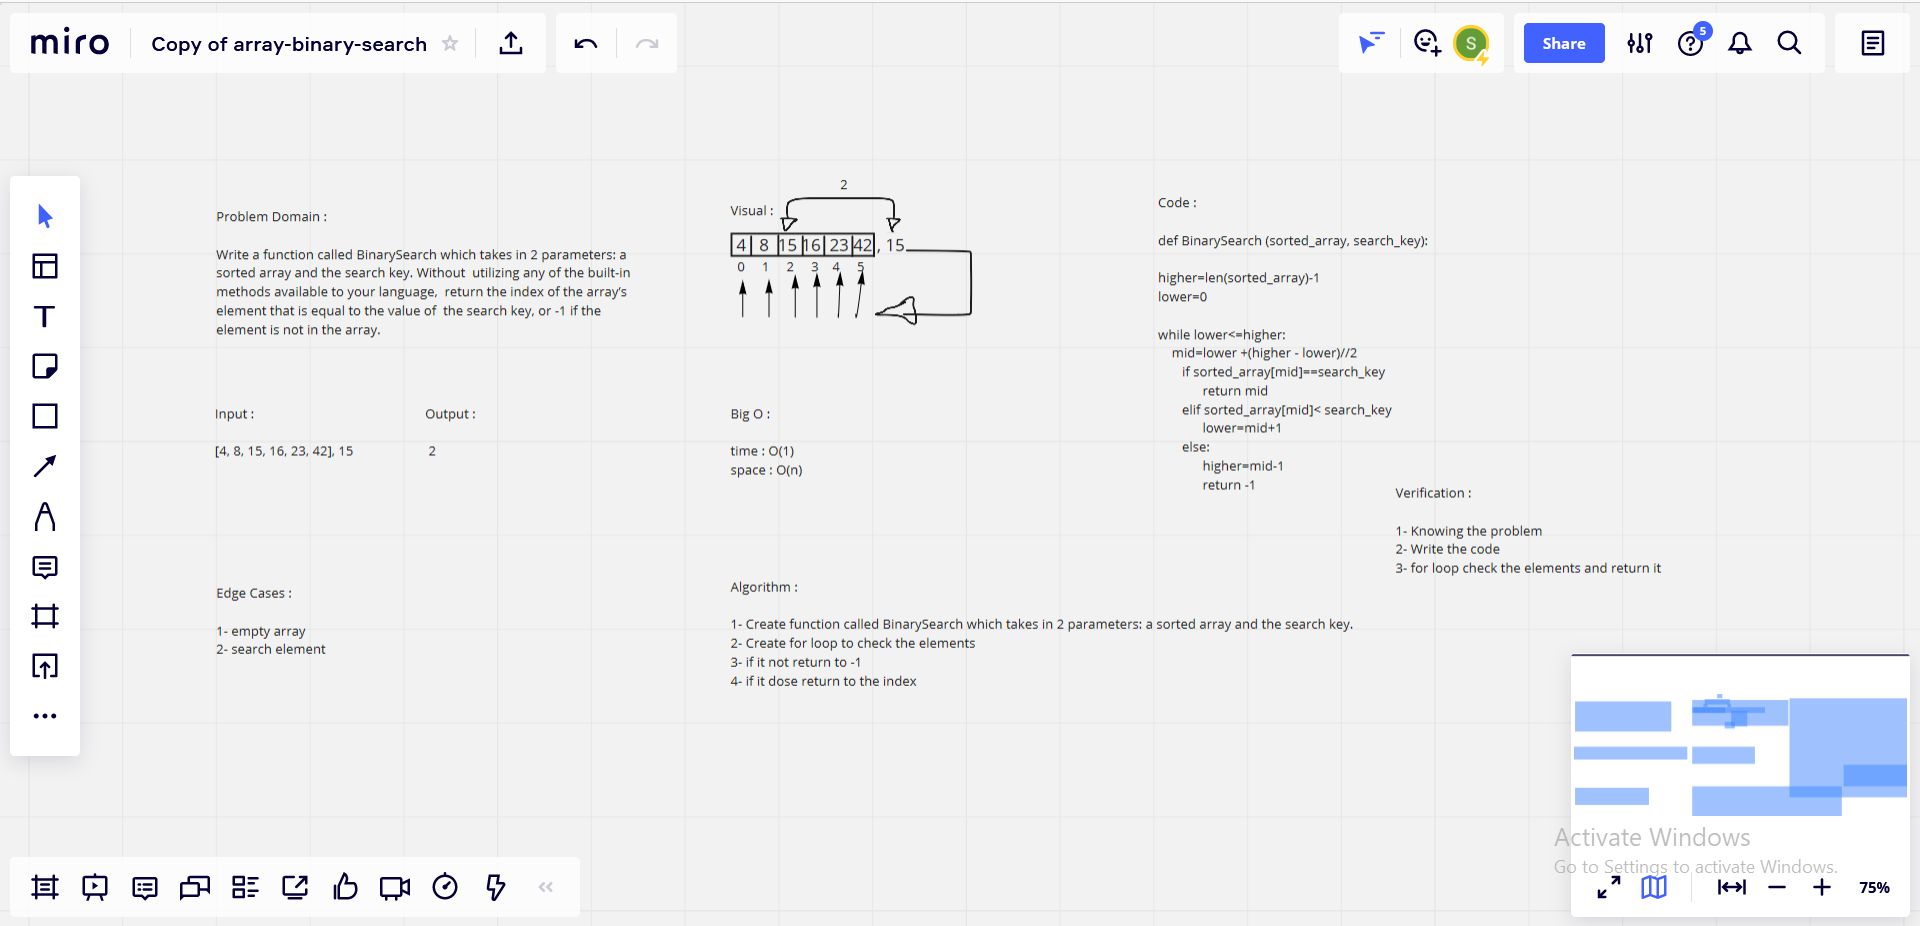 miro
Copy of array-binary-search
S
Share
5
Problem Domain :
Write a function called BinarySearch which takes in 2 parameters: a
sorted array and the search key. Without  utilizing any of the built-in
methods available to your language,  return the index of the array's
element that is equal to the value of  the search key, or -1 if the
element is not in the array.
Input :
[4, 8, 15, 16, 23, 42], 15
Output :
2
Edge Cases :
1- empty array
2- search element
Visual :
2
4 8 15 16 23 42 , 15
0 1 2 3 4 5
Big O :
time : O(1)
space : O(n)
Algorithm :
1- Create function called BinarySearch which takes in 2 parameters: a sorted array and the search key.
2- Create for loop to check the elements
3- if it not return to -1
4- if it dose return to the index
Code :
def BinarySearch (sorted_array, search_key):
higher=len(sorted_array)-1
lower=0
while lower<=higher:
mid=lower +(higher - lower)//2
if sorted_array[mid]==search_key
return mid
elif sorted_array[mid]< search_key
lower=mid+1
else:
higher=mid-1
return -1
Verification :
1- Knowing the problem
2- Write the code
3- for loop check the elements and return it
Activate Windows
Go to Settings to activate Windows.
75%